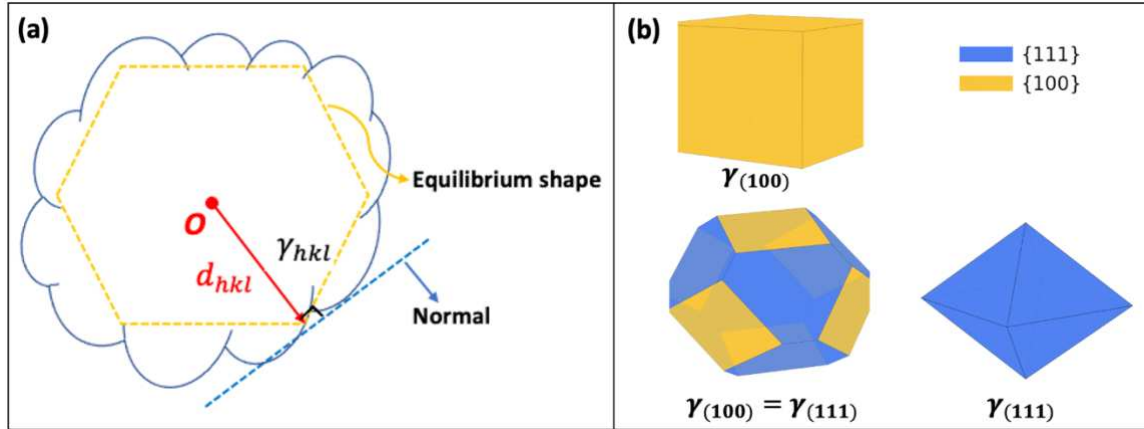 (a)
Equilibrium shape
O
γhkl
dhkl
Normal
(b)
{111}
{100}
γ(100)
γ(100) = γ(111)
γ(111)